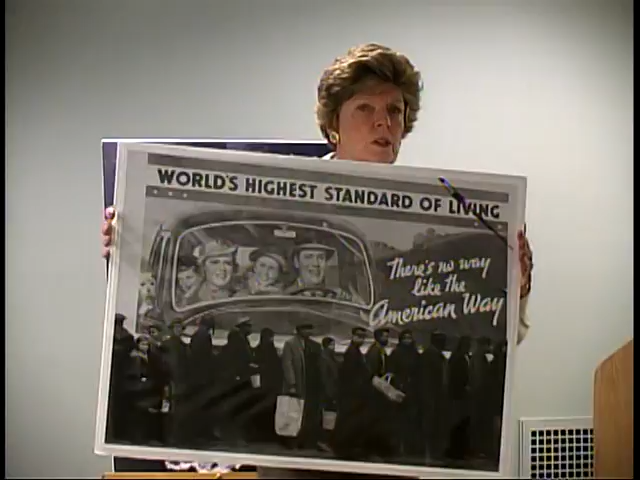 WORLD'S HIGHEST STANDARD OF LIVING
There's no way
like the
American Way